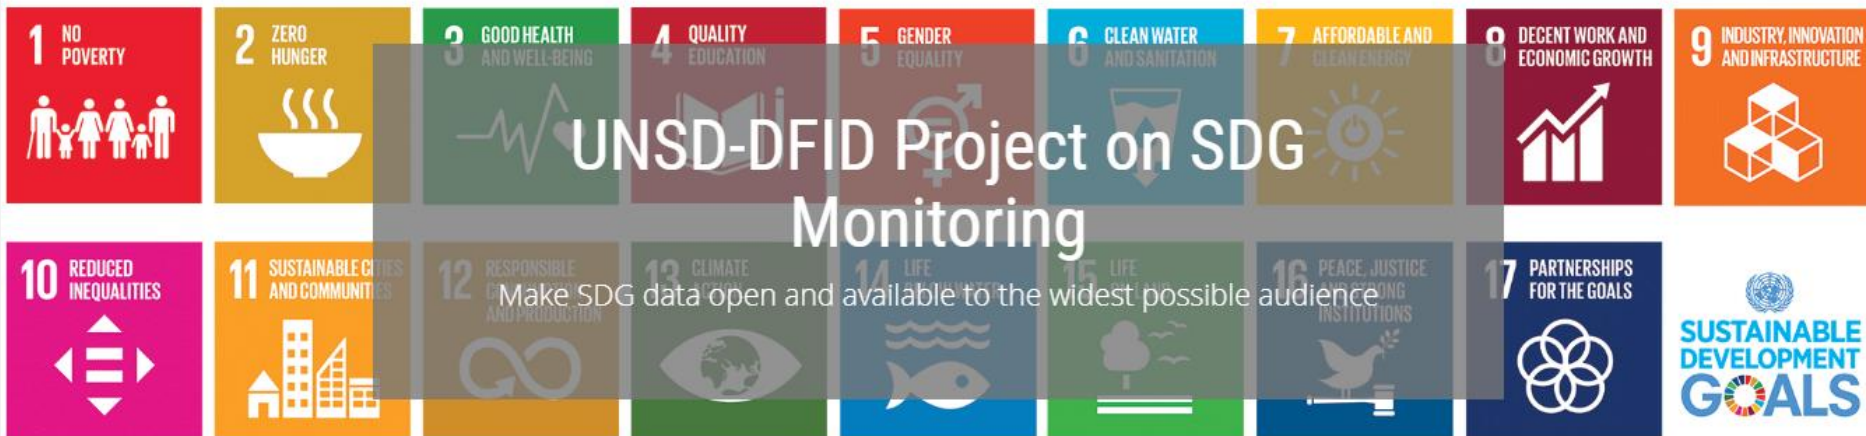 1 NO
POVERTY
2 ZERO
HUNGER
3 GOOD HEALTH
AND WELL-BEING
4 QUALITY
EDUCATION
5 GENDER
EQUALITY
6 CLEAN WATER
AND SANITATION
7 AFFORDABLE AND
CLEAN ENERGY
8 DECENT WORK AND
ECONOMIC GROWTH
9 INDUSTRY, INNOVATION
AND INFRASTRUCTURE
UNSD-DFID Project on SDG
Monitoring
Make SDG data open and available to the widest possible audience
10 REDUCED
INEQUALITIES
11 SUSTAINABLE CITIES
AND COMMUNITIES
12 RESPONSIBLE
AND PRODUCTION
13 CLIMATE
14 LIFE
15 LIFE
16 PEACE, JUSTICE
AND STRONG
INSTITUTIONS
17 PARTNERSHIPS
FOR THE GOALS
SUSTAINABLE
DEVELOPMENT
GOALS